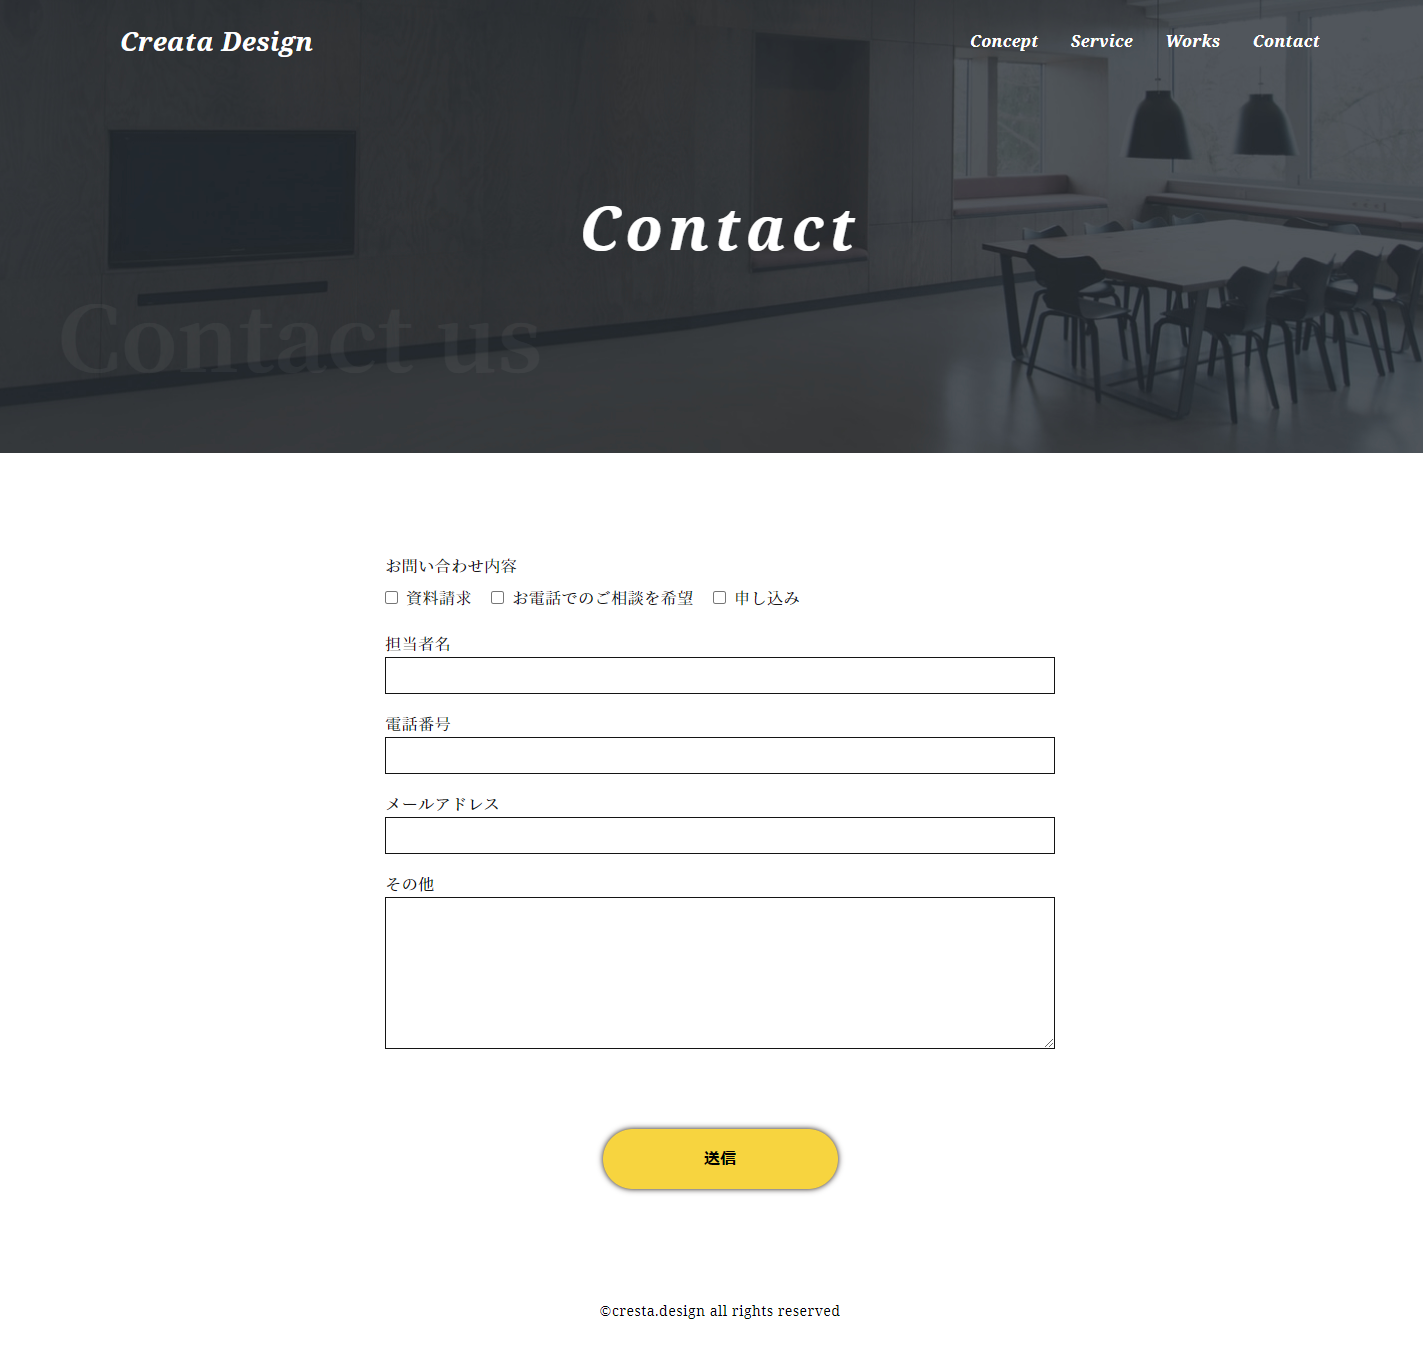 Creata Design
Concept Service Works Contact
Contact
Contact us
お問い合わせ内容
資料請求 お電話でのご相談を希望 申し込み
担当者名
電話番号
メールアドレス
その他
送信
©cresta.design all rights reserved